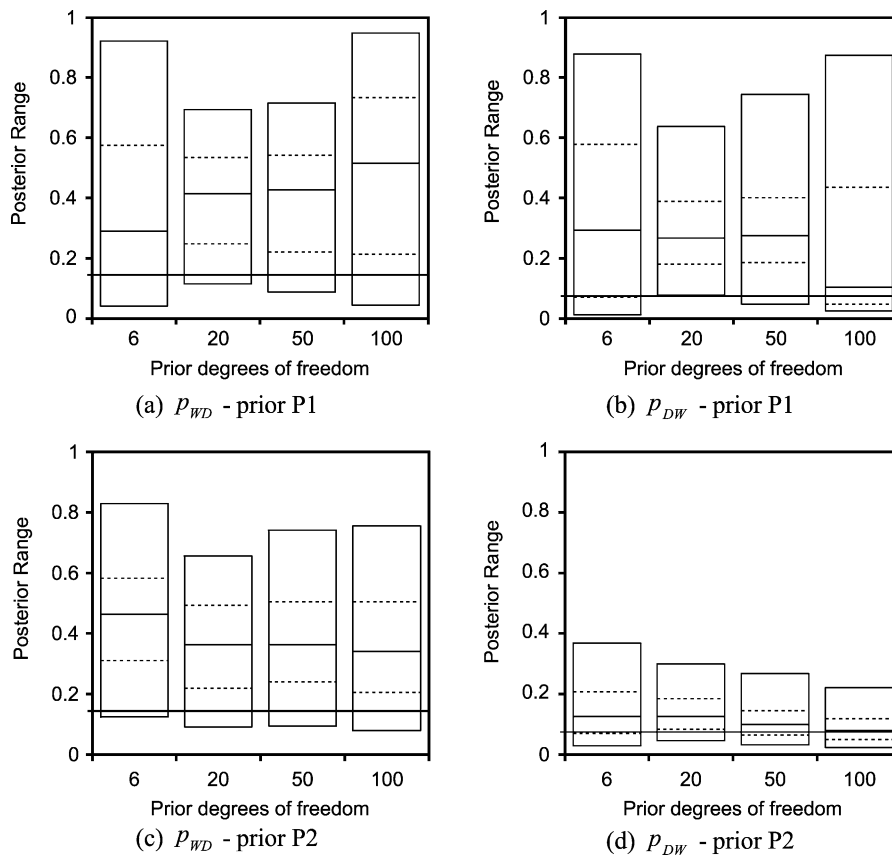 1
0.8
0.6
0.4
0.2
0
Posterior Range
6 20 50 100
Prior degrees of freedom
(a) pWD - prior P1
1
0.8
0.6
0.4
0.2
0
Posterior Range
6 20 50 100
Prior degrees of freedom
(b) pDW - prior P1
1
0.8
0.6
0.4
0.2
0
Posterior Range
6 20 50 100
Prior degrees of freedom
(c) pWD - prior P2
1
0.8
0.6
0.4
0.2
0
Posterior Range
6 20 50 100
Prior degrees of freedom
(d) pDW - prior P2